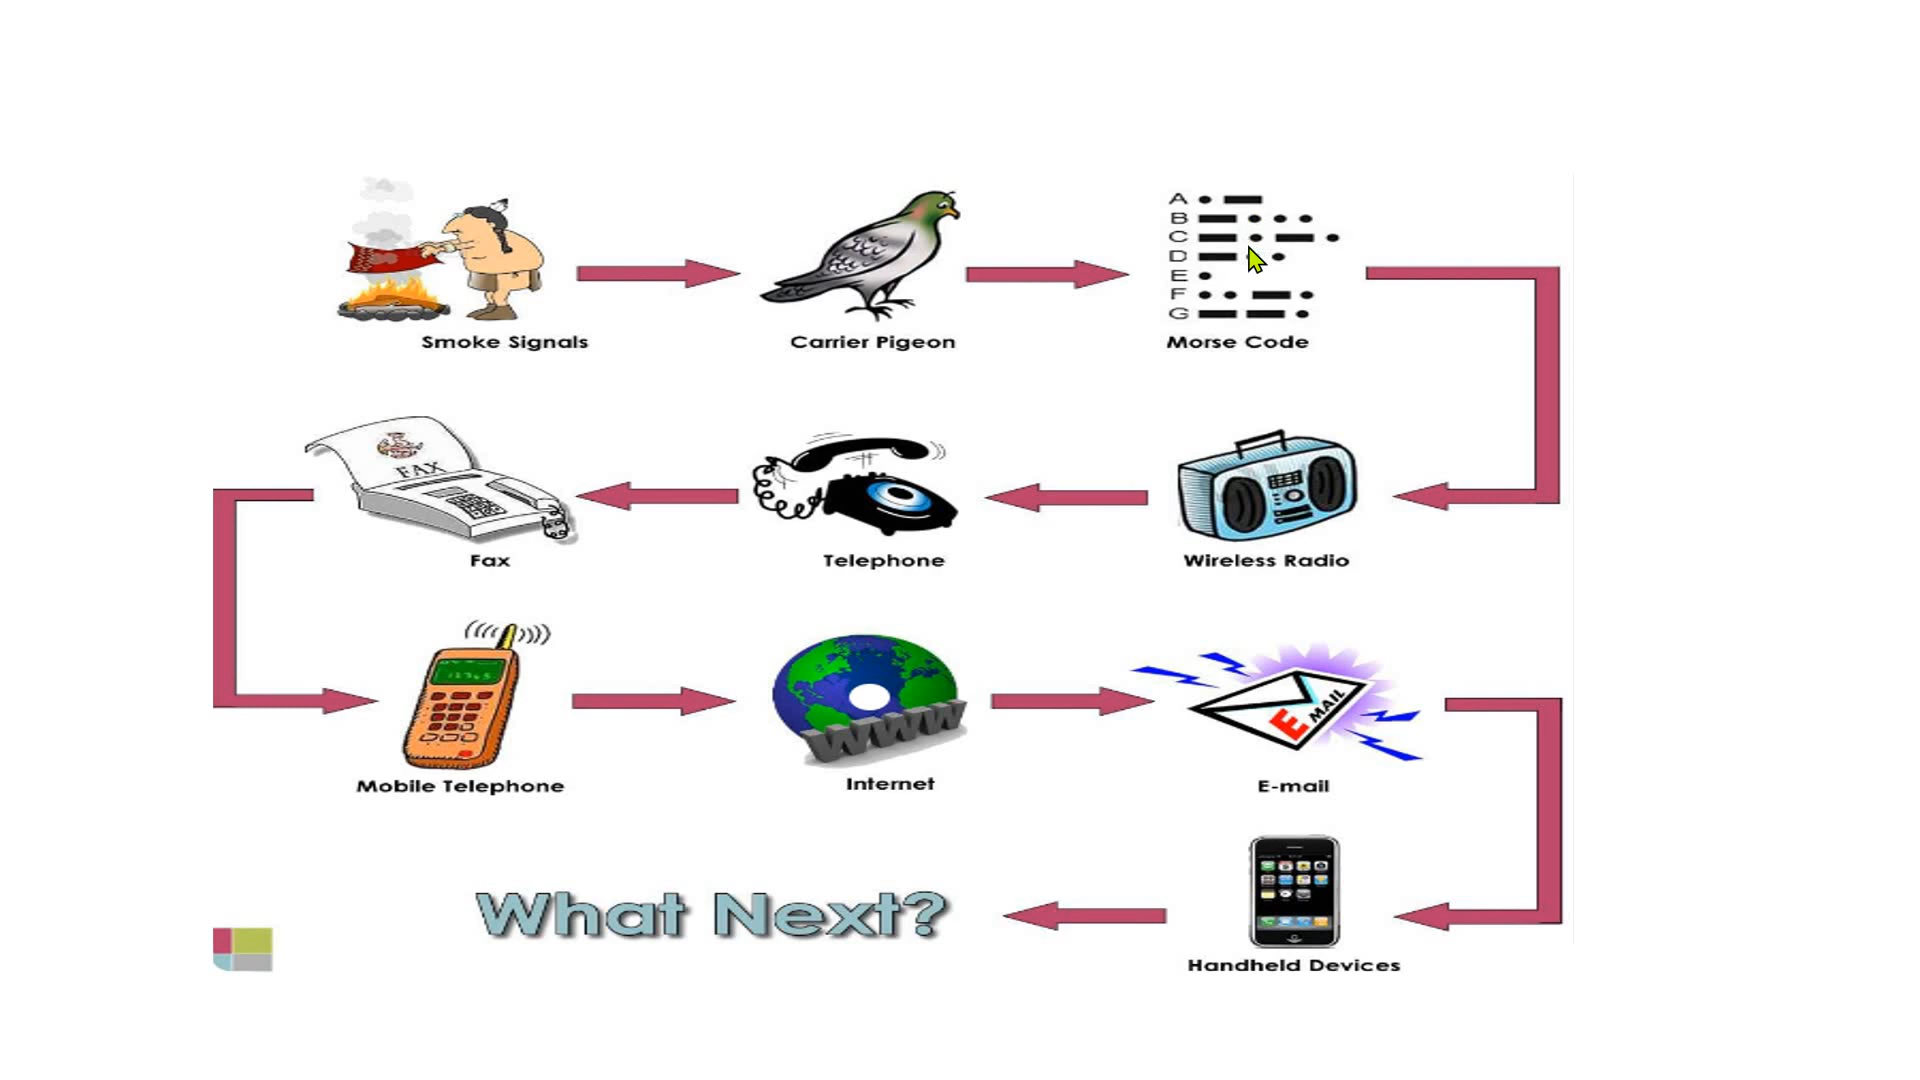 A
B
C
D
E
F
G
Smoke Signals
Carrier Pigeon
Morse Code
FAX
Fax
Telephone
Wireless Radio
Mobile Telephone
WWW
Internet
E MAIL
E-mail
What Next?
Handheld Devices